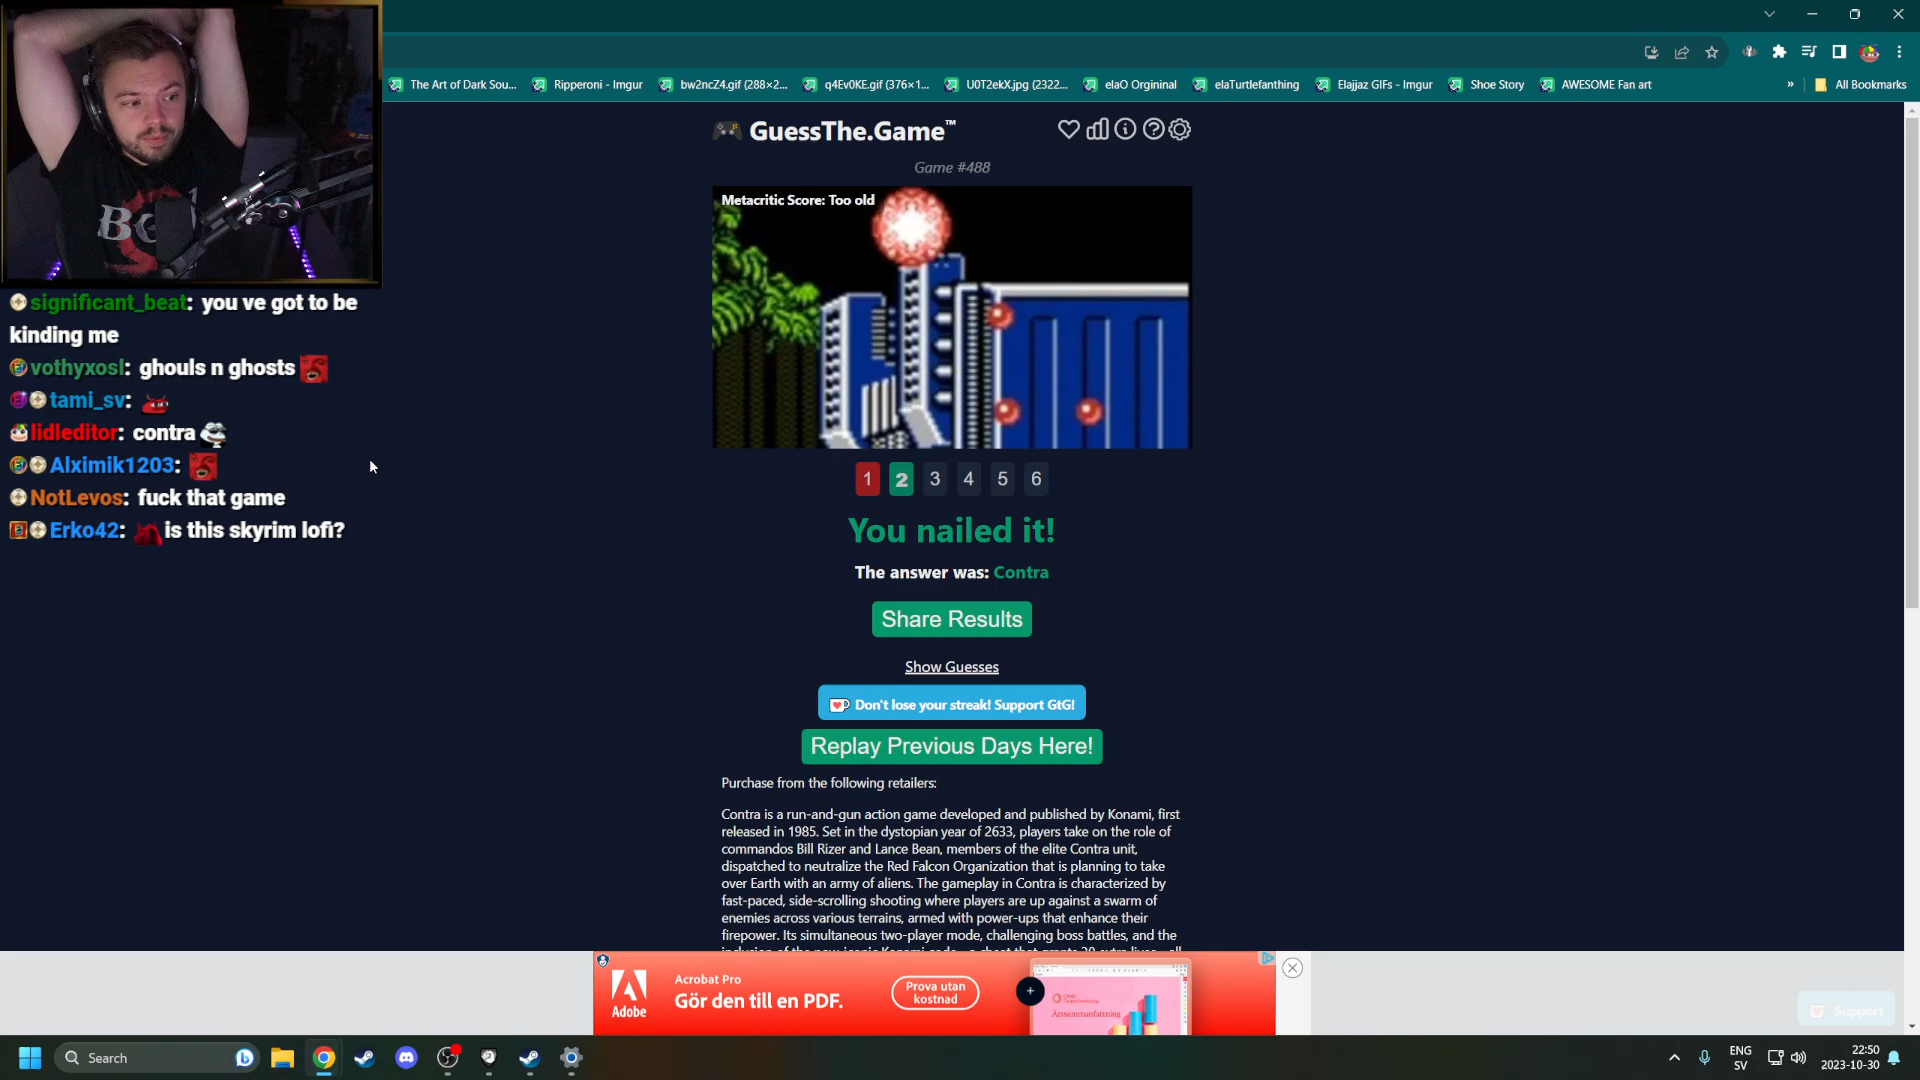 The Art of Dark Sou...
Ripperoni - Imgur
bw2ncZ4.gif (288×2...
q4Ev0KE.gif (376×1...
U0T2ekX.jpg (2322...
elaO Orgininal
elaTurtlefanthing
Elajjaz GIFs - Imgur
Shoe Story
AWESOME Fan art
»
All Bookmarks
GuessThe.Game™
Game #488
Metacritic Score: Too old
significant_beat: you ve got to be
kinding me
vothyxosl: ghouls n ghosts
tami_sv:
lidleditor: contra
Alximik1203:
NotLevos: fuck that game
Erko42: is this skyrim lofi?
1 2 3 4 5 6
You nailed it!
The answer was: Contra
Share Results
Show Guesses
Don't lose your streak! Support GtG!
Replay Previous Days Here!
Purchase from the following retailers:
Contra is a run-and-gun action game developed and published by Konami, first
released in 1985. Set in the dystopian year of 2633, players take on the role of
commandos Bill Rizer and Lance Bean, members of the elite Contra unit,
dispatched to neutralize the Red Falcon Organization that is planning to take
over Earth with an army of aliens. The gameplay in Contra is characterized by
fast-paced, side-scrolling shooting where players are up against a swarm of
enemies across various terrains, armed with power-ups that enhance their
firepower. Its simultaneous two-player mode, challenging boss battles, and the
Adobe
Acrobat Pro
Gör den till en PDF.
Prova utan
kostnad
Årssammanfattning
Support
Search
ENG
SV
22:50
2023-10-30